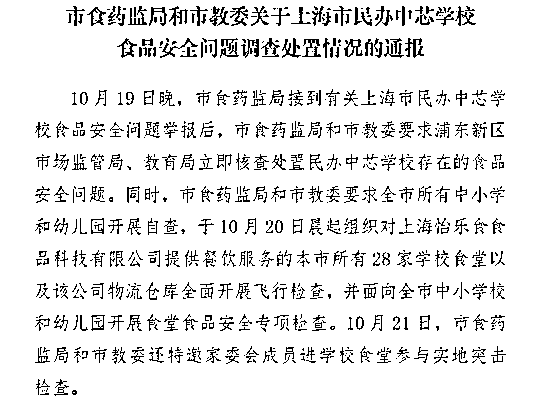 市食药监局和市教委关于上海市民办中芯学校
食品安全问题调查处置情况的通报
10月19日晚，市食药监局接到有关上海市民办中芯学
校食品安全问题举报后，市食药监局和市教委要求浦东新区
市场监管局、教育局立即核查处置民办中芯学校存在的食品
安全问题。同时，市食药监局和市教委要求全市所有中小学
和幼儿园开展自查，于10月20日晨起组织对上海怡乐食食
品科技有限公司提供餐饮服务的本市所有28家学校食堂以
及该公司物流仓库全面开展飞行检查，并面向全市中小学校
和幼儿园开展食堂食品安全专项检查。10月21日，市食药
监局和市教委还特邀家委会成员进学校食堂参与实地突击
检查。